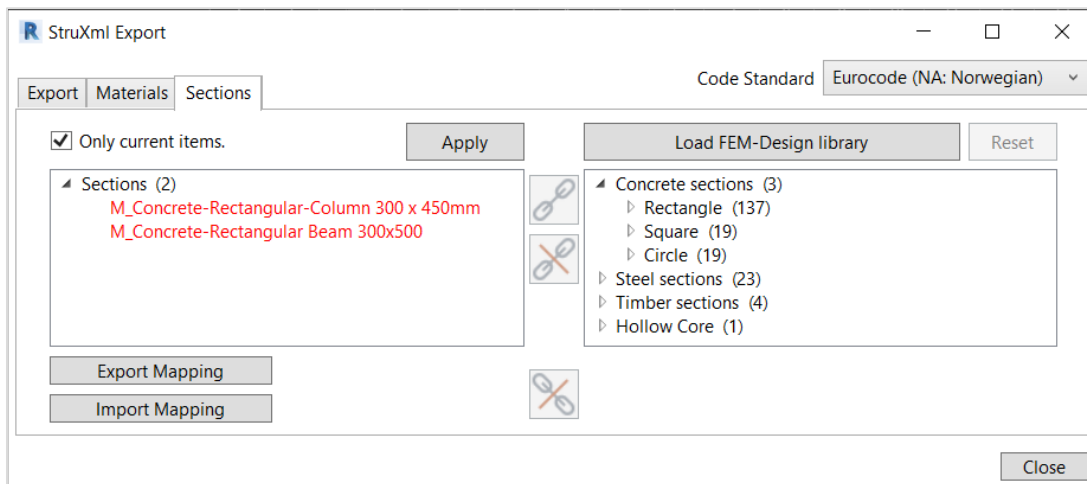 StruXml Export
Code Standard Eurocode (NA: Norwegian)
Export Materials Sections
Only current items. Apply Load FEM-Design library Reset
Sections (2)
M_Concrete-Rectangular-Column 300 x 450mm
M_Concrete-Rectangular Beam 300x500
Concrete sections (3)
Rectangle (137)
Square (19)
Circle (19)
Steel sections (23)
Timber sections (4)
Hollow Core (1)
Export Mapping
Import Mapping
Close